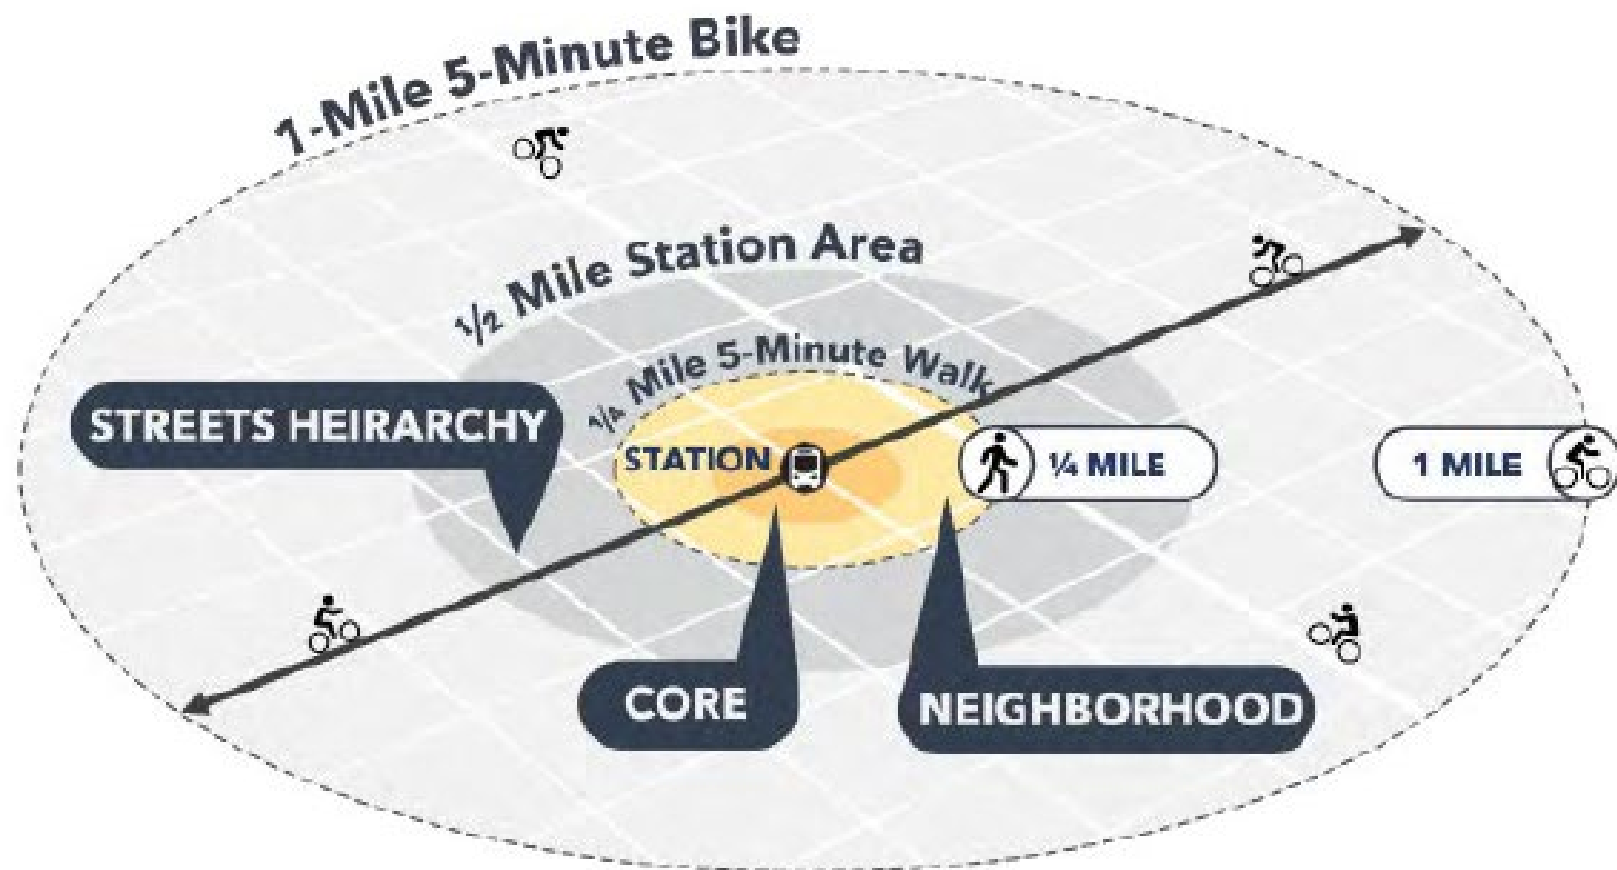 1-Mile 5-Minute Bike
1/2 Mile Station Area
1/4 Mile 5-Minute Walk
STREETS HEIRARCHY
STATION
1/4 MILE
1 MILE
CORE
NEIGHBORHOOD